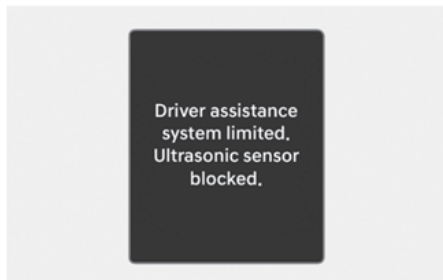 Driver assistance
system limited.
Ultrasonic sensor
blocked.